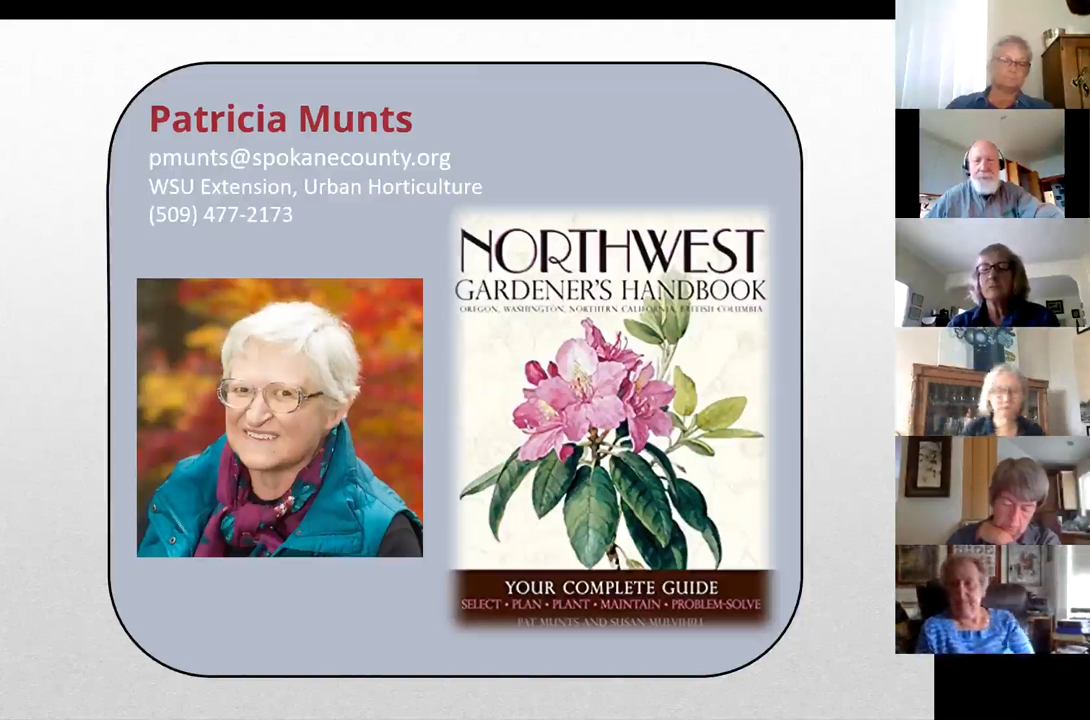 Patricia Munts
pmunts@spokanecounty.org
WSU Extension, Urban Horticulture
(509) 477-2173
NORTHWEST
GARDENER'S HANDBOOK
OREGON, WASHINGTON, NORTHERN CALIFORNIA, BRITISH COLUMBIA
YOUR COMPLETE GUIDE
SELECT • PLAN • PLANT • MAINTAIN • PROBLEM-SOLVE
PAT MUNTS AND SUSAN MULVIHILL